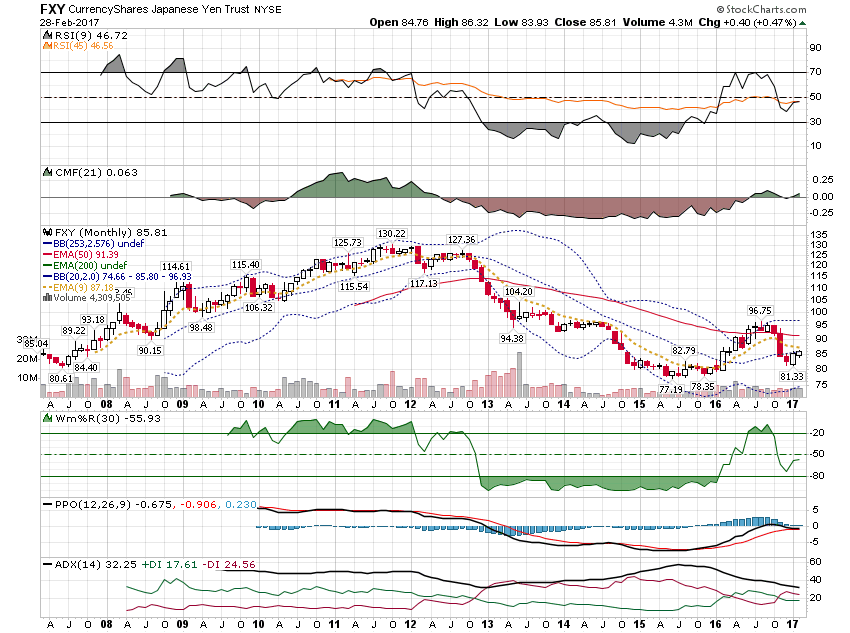 FXY CurrencyShares Japanese Yen Trust NYSE
© StockCharts.com
28-Feb-2017
Open 84.76 High 86.32 Low 83.93 Close 85.81 Volume 4.3M Chg +0.40 (+0.47%)
RSI(9) 46.72
RSI(45) 46.56
90
70
50
30
10
CMF(21) 0.063
0.25
0.00
-0.25
FXY (Monthly) 85.81
BB(253,2.576) undef
EMA(50) 91.39
EMA(200) undef
BB(20,2.0) 74.66 - 85.80 - 96.93
EMA(9) 87.18
Volume 4,309,505
135
130
125
120
115
110
105
100
95
90
85
80
75
30M
20M
10M
85.04
80.61
89.22
84.40
93.18
90.15
114.61
98.48
115.40
106.32
125.73
115.54
130.22
117.13
127.36
94.38
104.20
77.19
82.79
78.35
96.75
81.33
A J O 08 A J O 09 A J O 10 A J O 11 A J O 12 A J O 13 A J O 14 A J O 15 A J O 16 A J O 17
Wm%R(30) -55.93
-20
-50
-80
PPO(12,26,9) -0.675, -0.906, 0.230
5
0
-5
ADX(14) 32.25 +DI 17.61 -DI 24.56
60
40
20
A J O 08 A J O 09 A J O 10 A J O 11 A J O 12 A J O 13 A J O 14 A J O 15 A J O 16 A J O 17